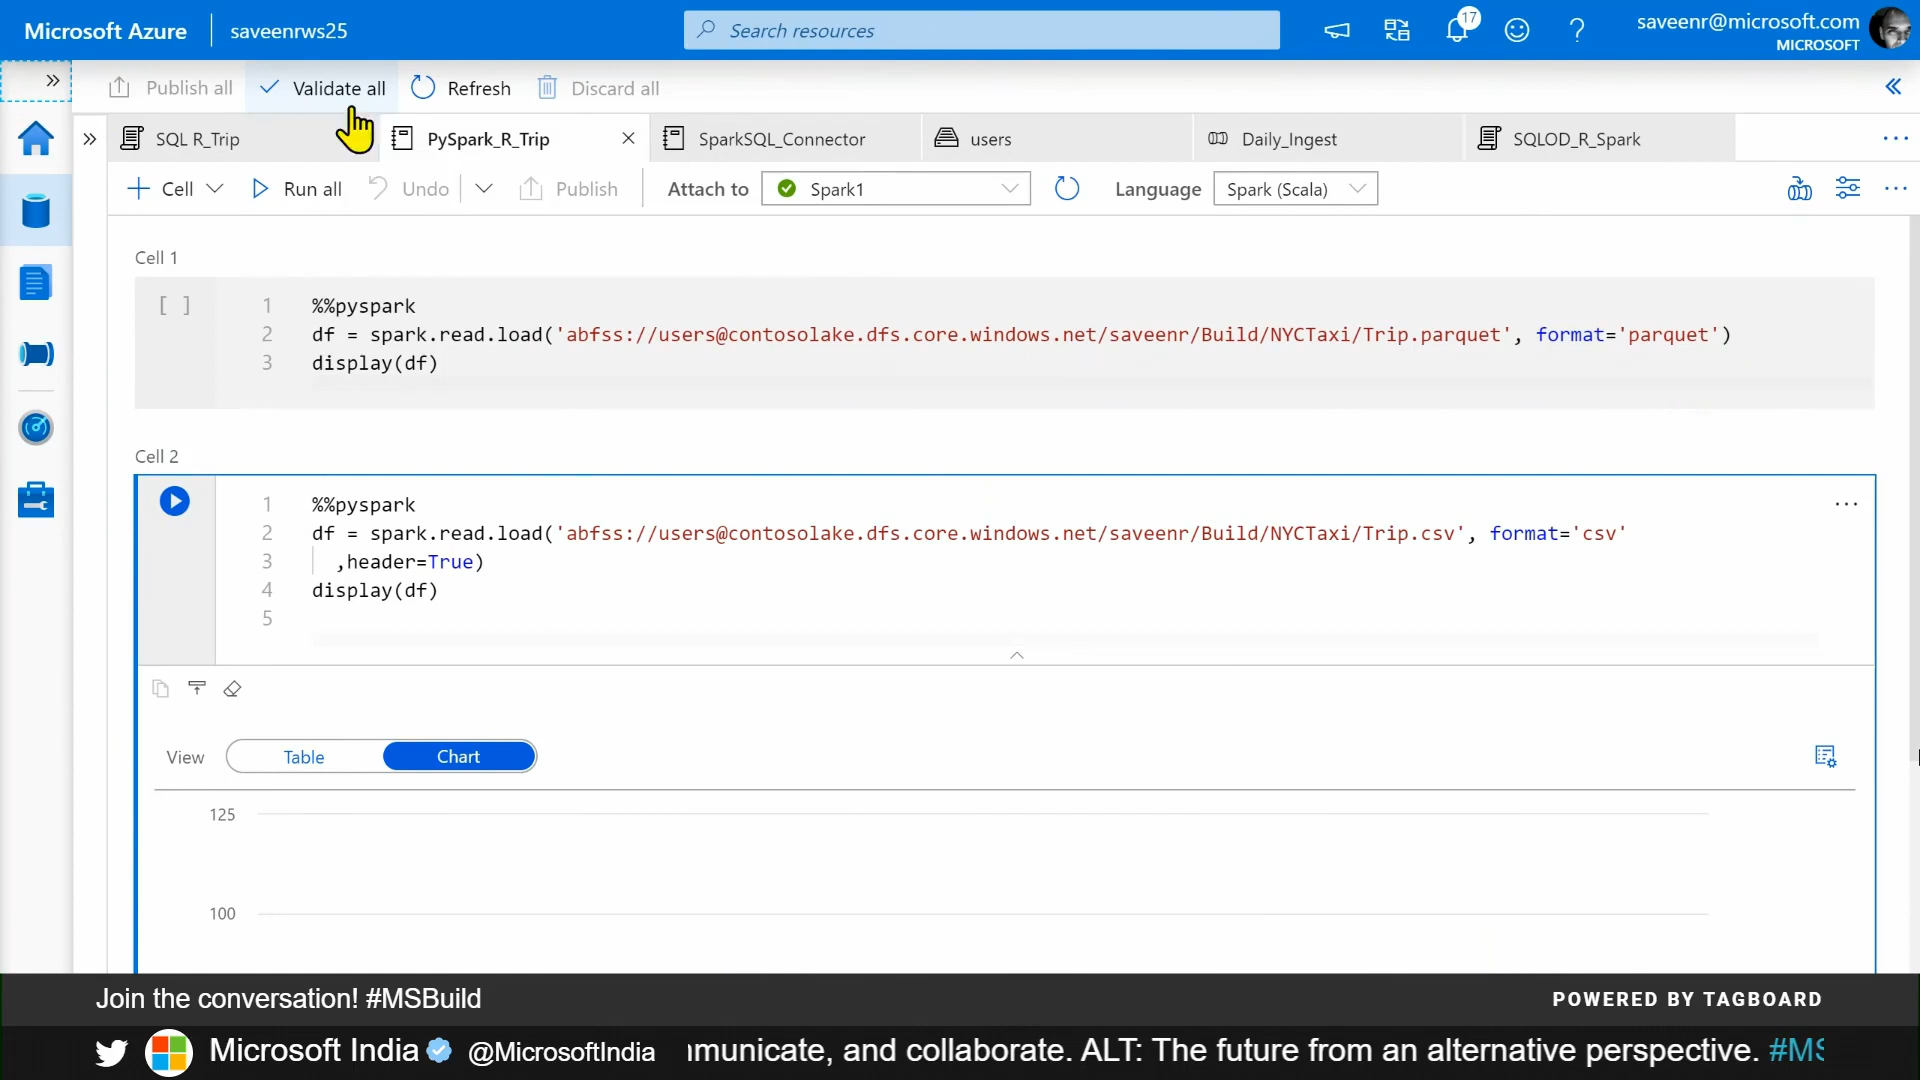 Microsoft Azure
saveenrws25
Search resources
17
saveenr@microsoft.com
MICROSOFT
Publish all
Validate all
Refresh
Discard all
SQL R_Trip
PySpark_R_Trip
SparkSQL_Connector
users
Daily_Ingest
SQLOD_R_Spark
Cell
Run all
Undo
Publish
Attach to
Spark1
Language
Spark (Scala)
Cell 1
[ ]
1 %%pyspark
2 df = spark.read.load('abfss://users@contosolake.dfs.core.windows.net/saveenr/Build/NYCTaxi/Trip.parquet', format='parquet')
3 display(df)
Cell 2
1 %%pyspark
2 df = spark.read.load('abfss://users@contosolake.dfs.core.windows.net/saveenr/Build/NYCTaxi/Trip.csv', format='csv'
3 ,header=True)
4 display(df)
5
View
Table
Chart
125
100
Join the conversation! #MSBuild
POWERED BY TAGBOARD
Microsoft India @MicrosoftIndia and collaborate. ALT: The future from an alternative perspective.